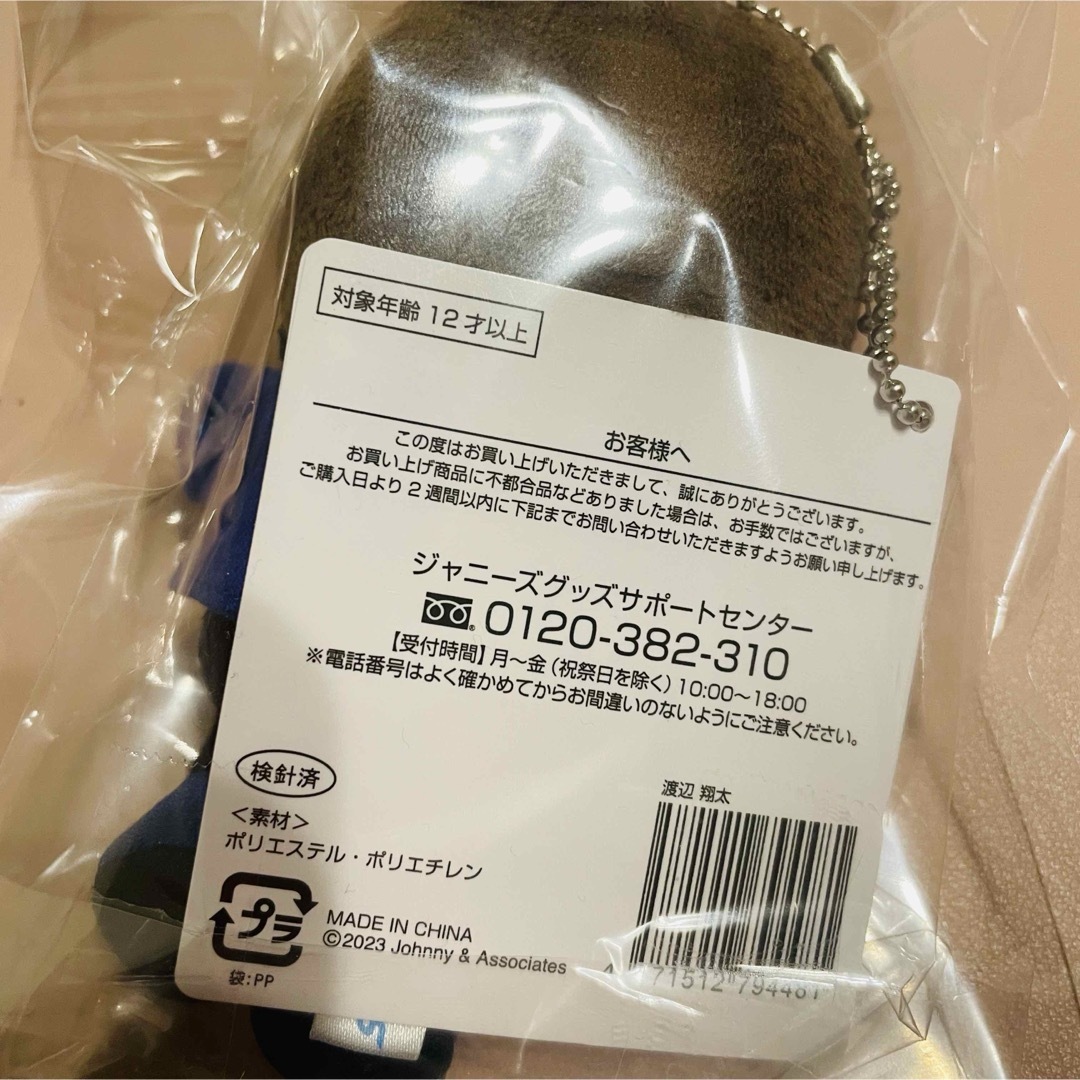 対象年齢 12才以上
お客様へ
この度はお買い上げいただきまして、誠にありがとうございます。
お買い上げ商品に不都合品などありました場合は、お手数ではございますが、
ご購入日より2週間以内に下記までお問い合わせいただきますようお願い申し上げます。
ジャニーズグッズサポートセンター
0120-382-310
【受付時間】月〜金(祝祭日を除く)10:00〜18:00
※電話番号はよく確かめてからお間違いのないようにご注意ください。
検針済
<素材>
ポリエステル・ポリエチレン
プラ
袋:PP
MADE IN CHINA
©2023 Johnny & Associates
渡辺 翔太
71512 794481